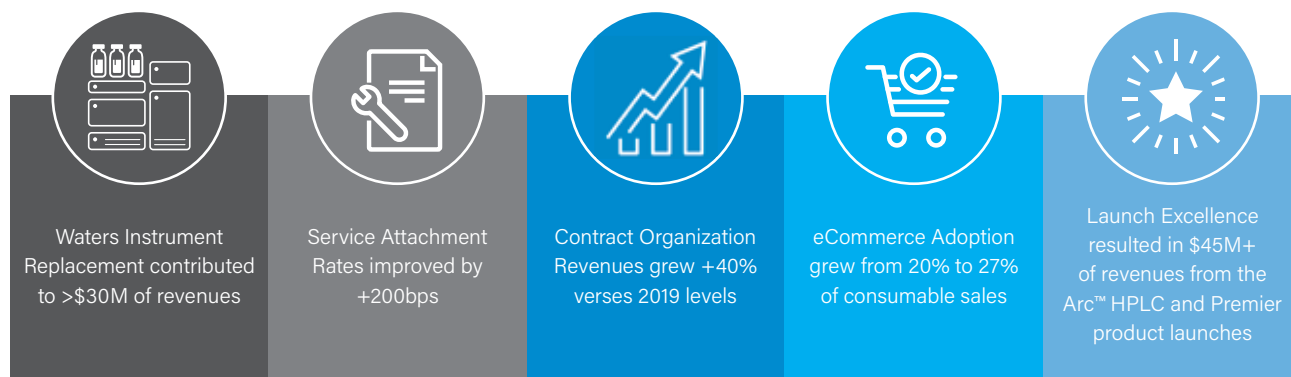 Waters Instrument
Replacement contributed
to >$30M of revenues
Service Attachment
Rates improved by
+200bps
Contract Organization
Revenues grew +40%
verses 2019 levels
eCommerce Adoption
grew from 20% to 27%
of consumable sales
Launch Excellence
resulted in $45M+
of revenues from the
Arc™ HPLC and Premier
product launches